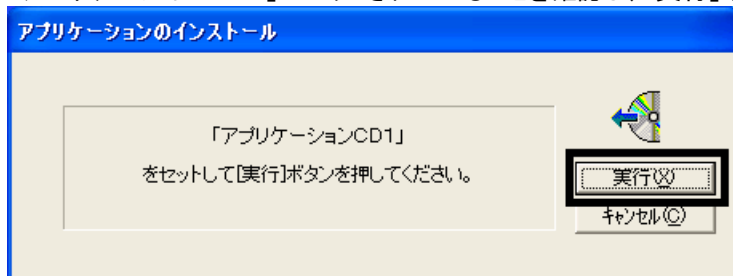 アプリケーションのインストール
「アプリケーションCD1」
をセットして[実行]ボタンを押してください。
実行(X)
キャンセル(C)